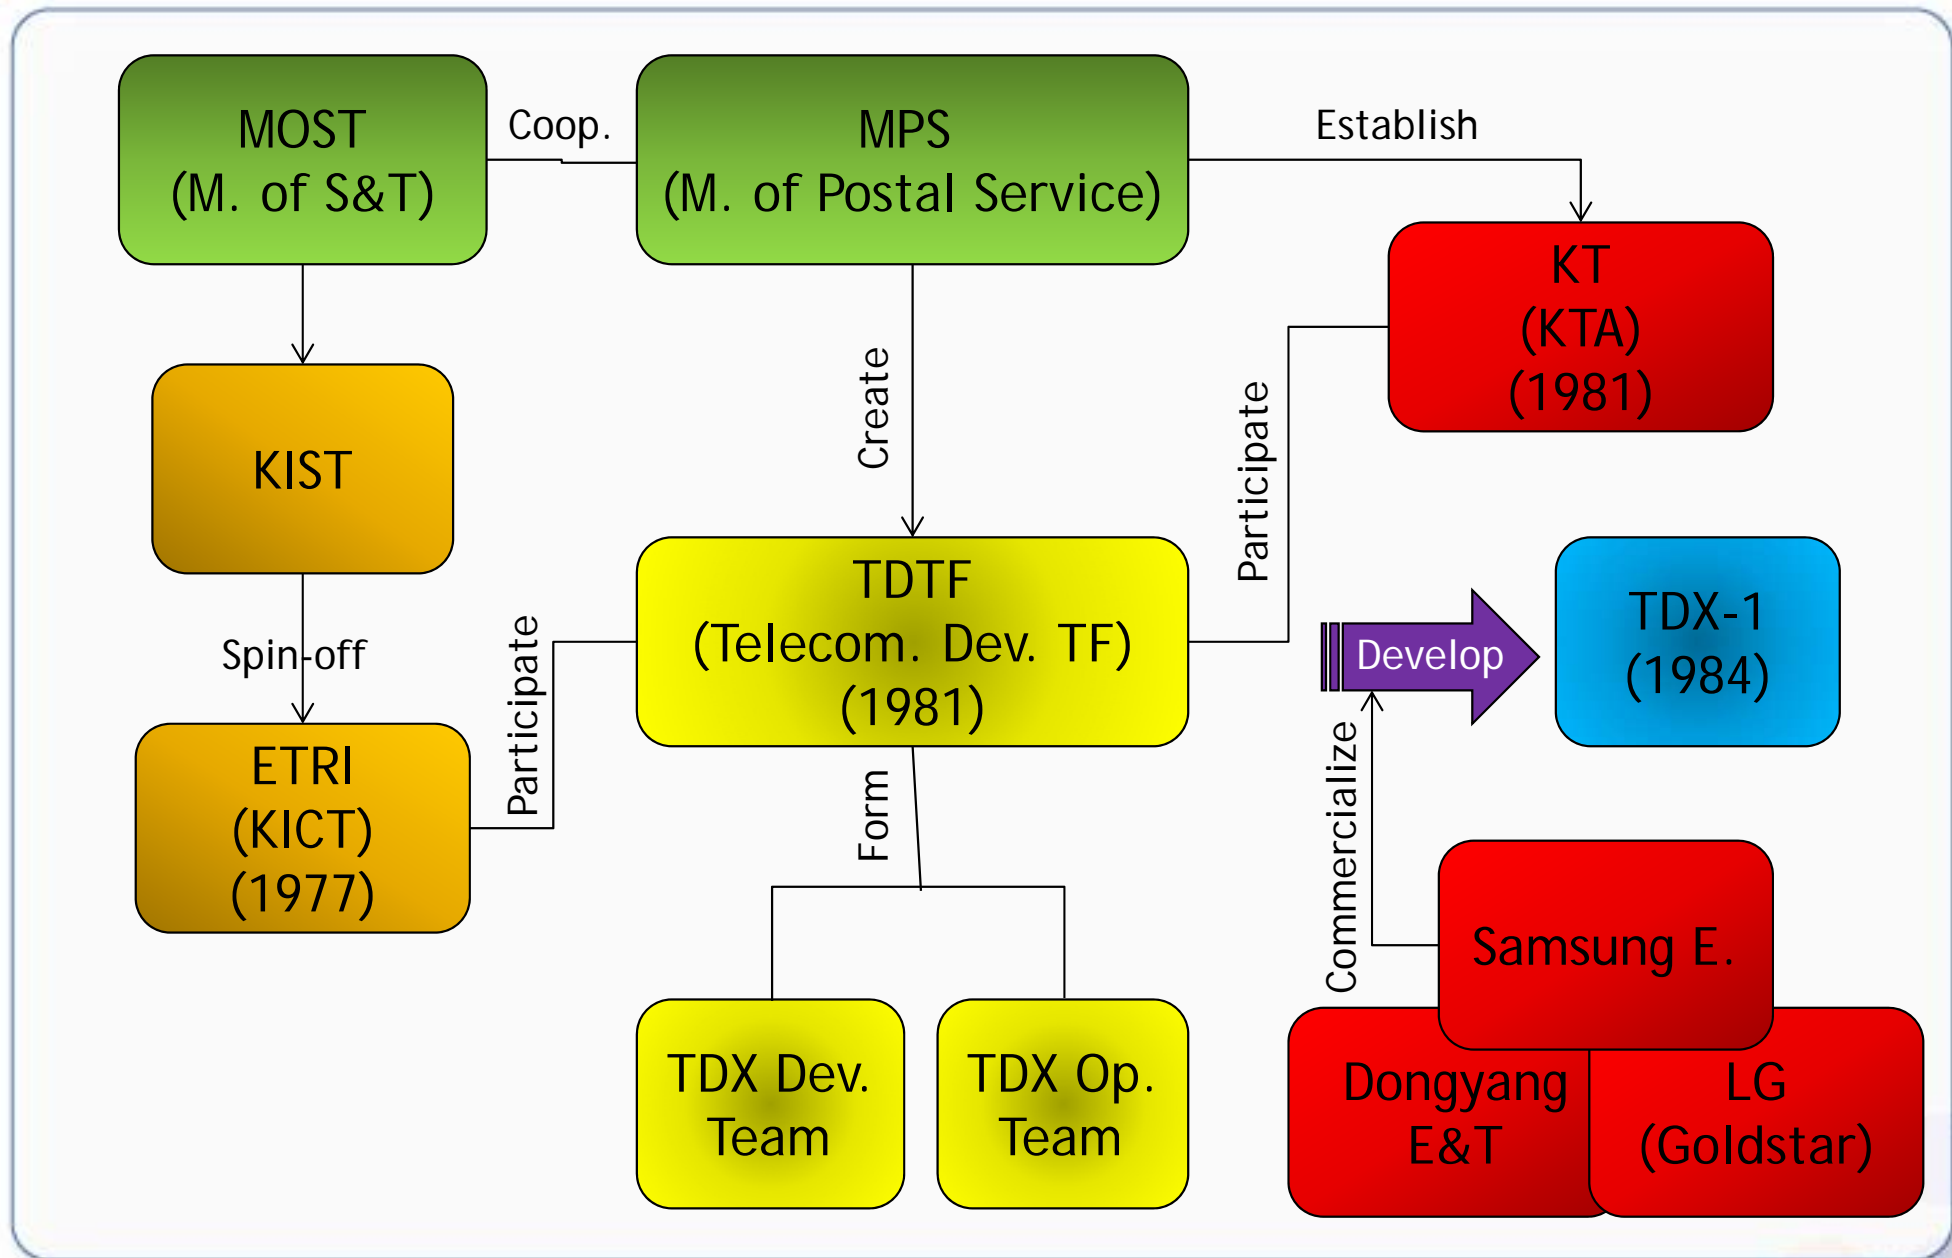 MOST
(M. of S&T)
Coop.
MPS
(M. of Postal Service)
Establish
KT
(KTA)
(1981)
KIST
Create
Participate
Spin-off
ETRI
(KICT)
(1977)
Participate
TDTF
(Telecom. Dev. TF)
(1981)
Develop
TDX-1
(1984)
Form
Commercialize
TDX Dev.
Team
TDX Op.
Team
Samsung E.
Dongyang
E&T
LG
(Goldstar)